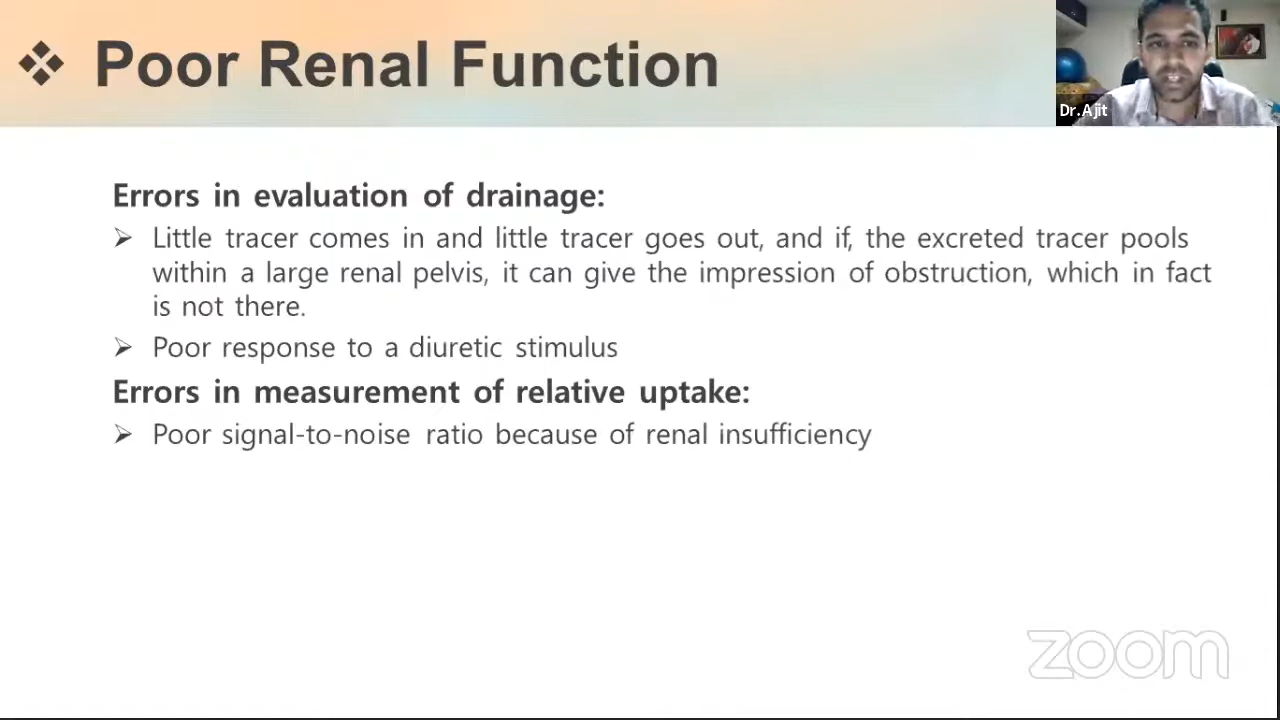 Poor Renal Function
Dr.Ajit
Errors in evaluation of drainage:
Little tracer comes in and little tracer goes out, and if, the excreted tracer pools
within a large renal pelvis, it can give the impression of obstruction, which in fact
is not there.
Poor response to a diuretic stimulus
Errors in measurement of relative uptake:
Poor signal-to-noise ratio because of renal insufficiency
zoom